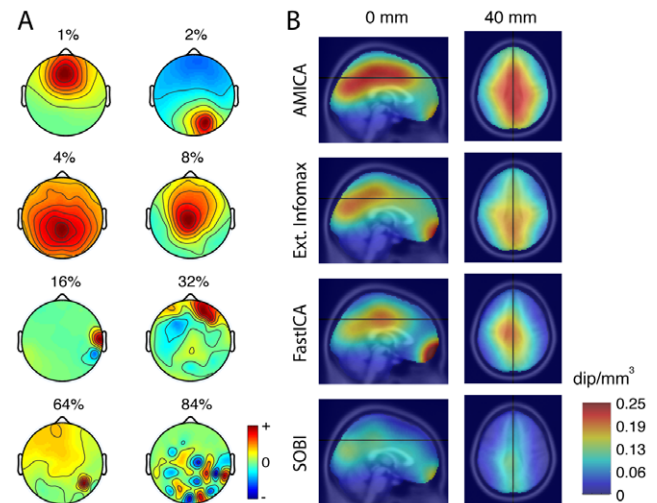 A
1%
2%
4%
8%
16%
32%
64%
84%
+
0
-
B
0 mm
40 mm
AMICA
Ext. Infomax
FastICA
SOBI
dip/mm³
0.25
0.19
0.13
0.06
0